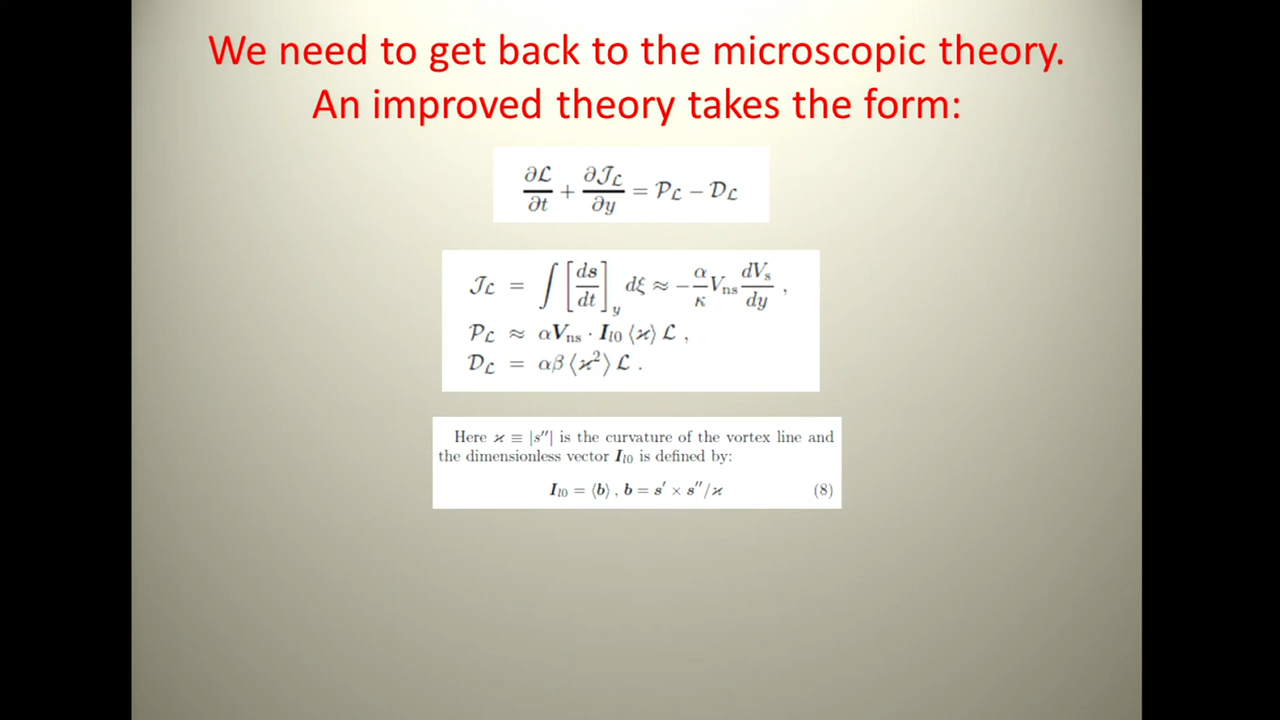 We need to get back to the microscopic theory.
An improved theory takes the form:
∂ℒ/∂t + ∂𝒥_ℒ/∂y = 𝒫_ℒ − 𝒟_ℒ
𝒥_ℒ = ∫ [ds/dt]_y dξ ≈ −(α/κ) V_ns dV_s/dy ,
𝒫_ℒ ≈ αV_ns · I_l0 ⟨ϰ⟩ ℒ ,
𝒟_ℒ = αβ ⟨ϰ²⟩ ℒ .
Here ϰ ≡ |s″| is the curvature of the vortex line and
the dimensionless vector I_l0 is defined by:
I_l0 = ⟨b⟩ , b = s′ × s″/ϰ (8)